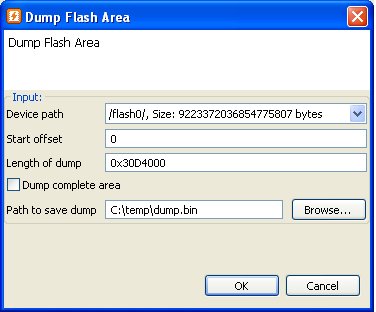 Dump Flash Area
Dump Flash Area
Input:
Device path /flash0/, Size: 9223372036854775807 bytes
Start offset 0
Length of dump 0x30D4000
Dump complete area
Path to save dump C:\temp\dump.bin Browse...
OK Cancel